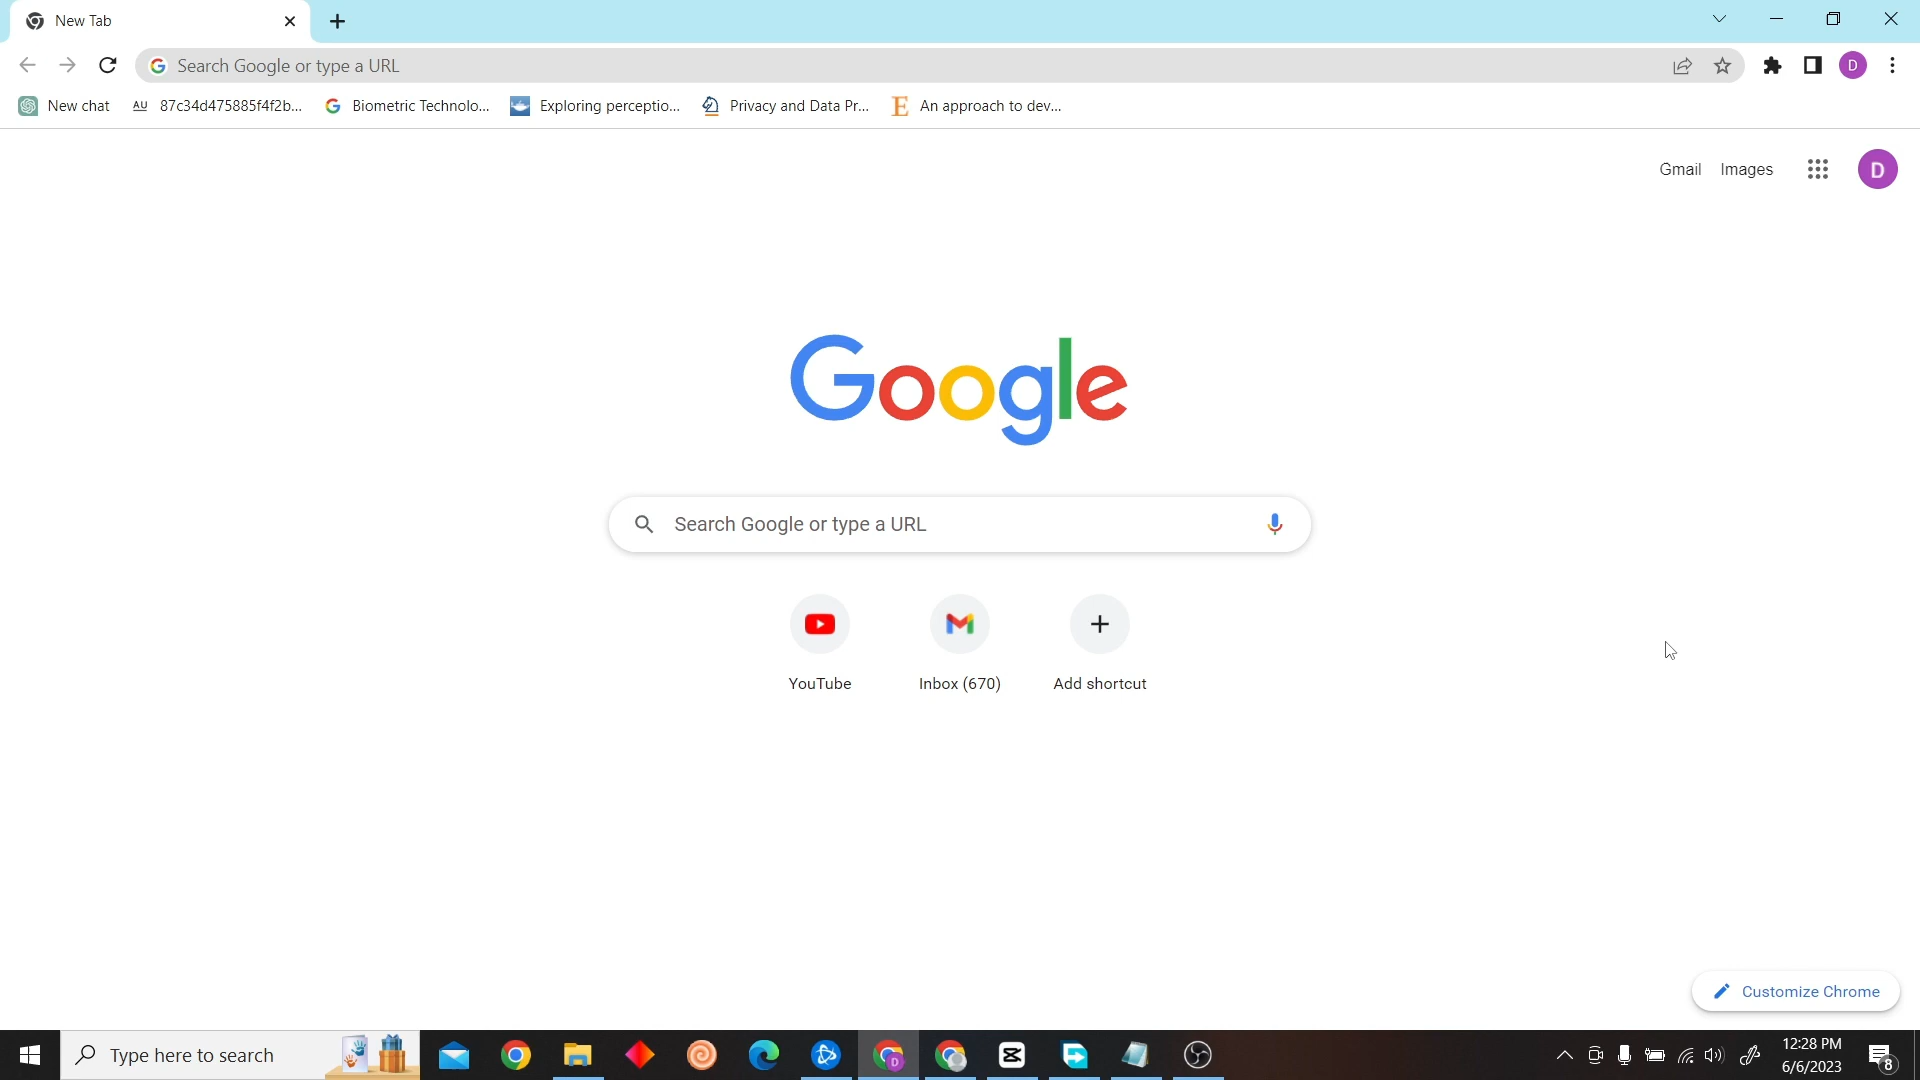 New Tab
Search Google or type a URL
New chat
AU 87c34d475885f4f2b...
Biometric Technolo...
Exploring perceptio...
Privacy and Data Pr...
E An approach to dev...
Gmail Images
D
D
Google
Search Google or type a URL
YouTube
Inbox (670)
Add shortcut
Customize Chrome
Type here to search
D
12:28 PM
6/6/2023
8